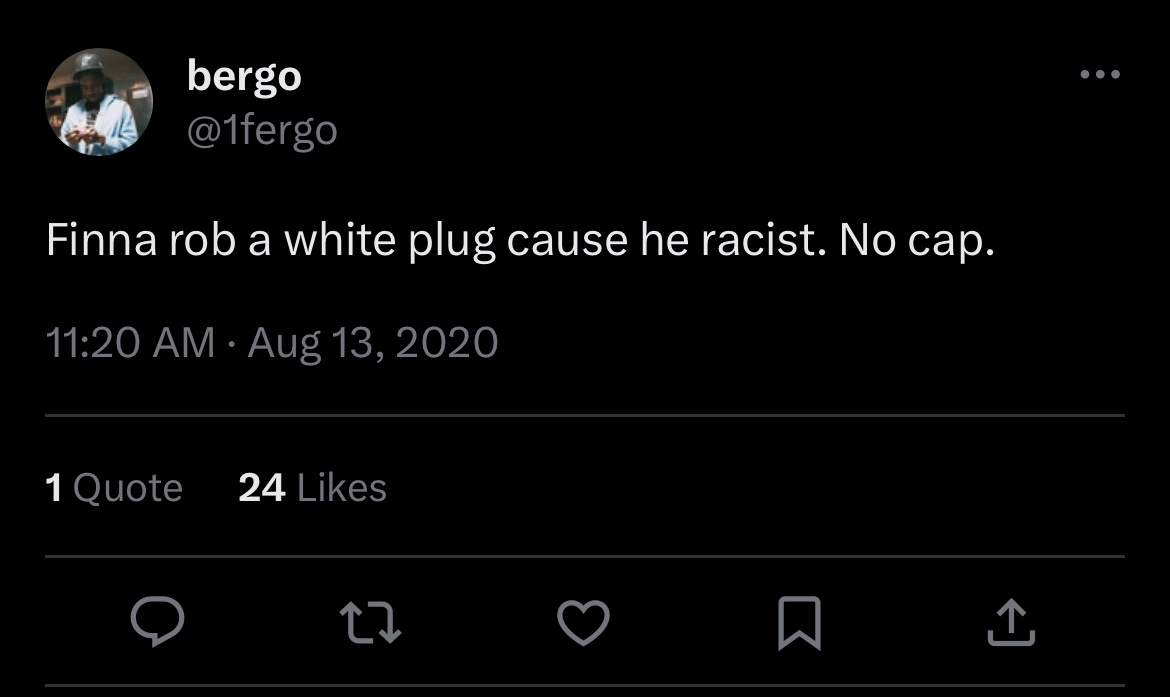 bergo
@1fergo
Finna rob a white plug cause he racist. No cap.
11:20 AM · Aug 13, 2020
1 Quote 24 Likes